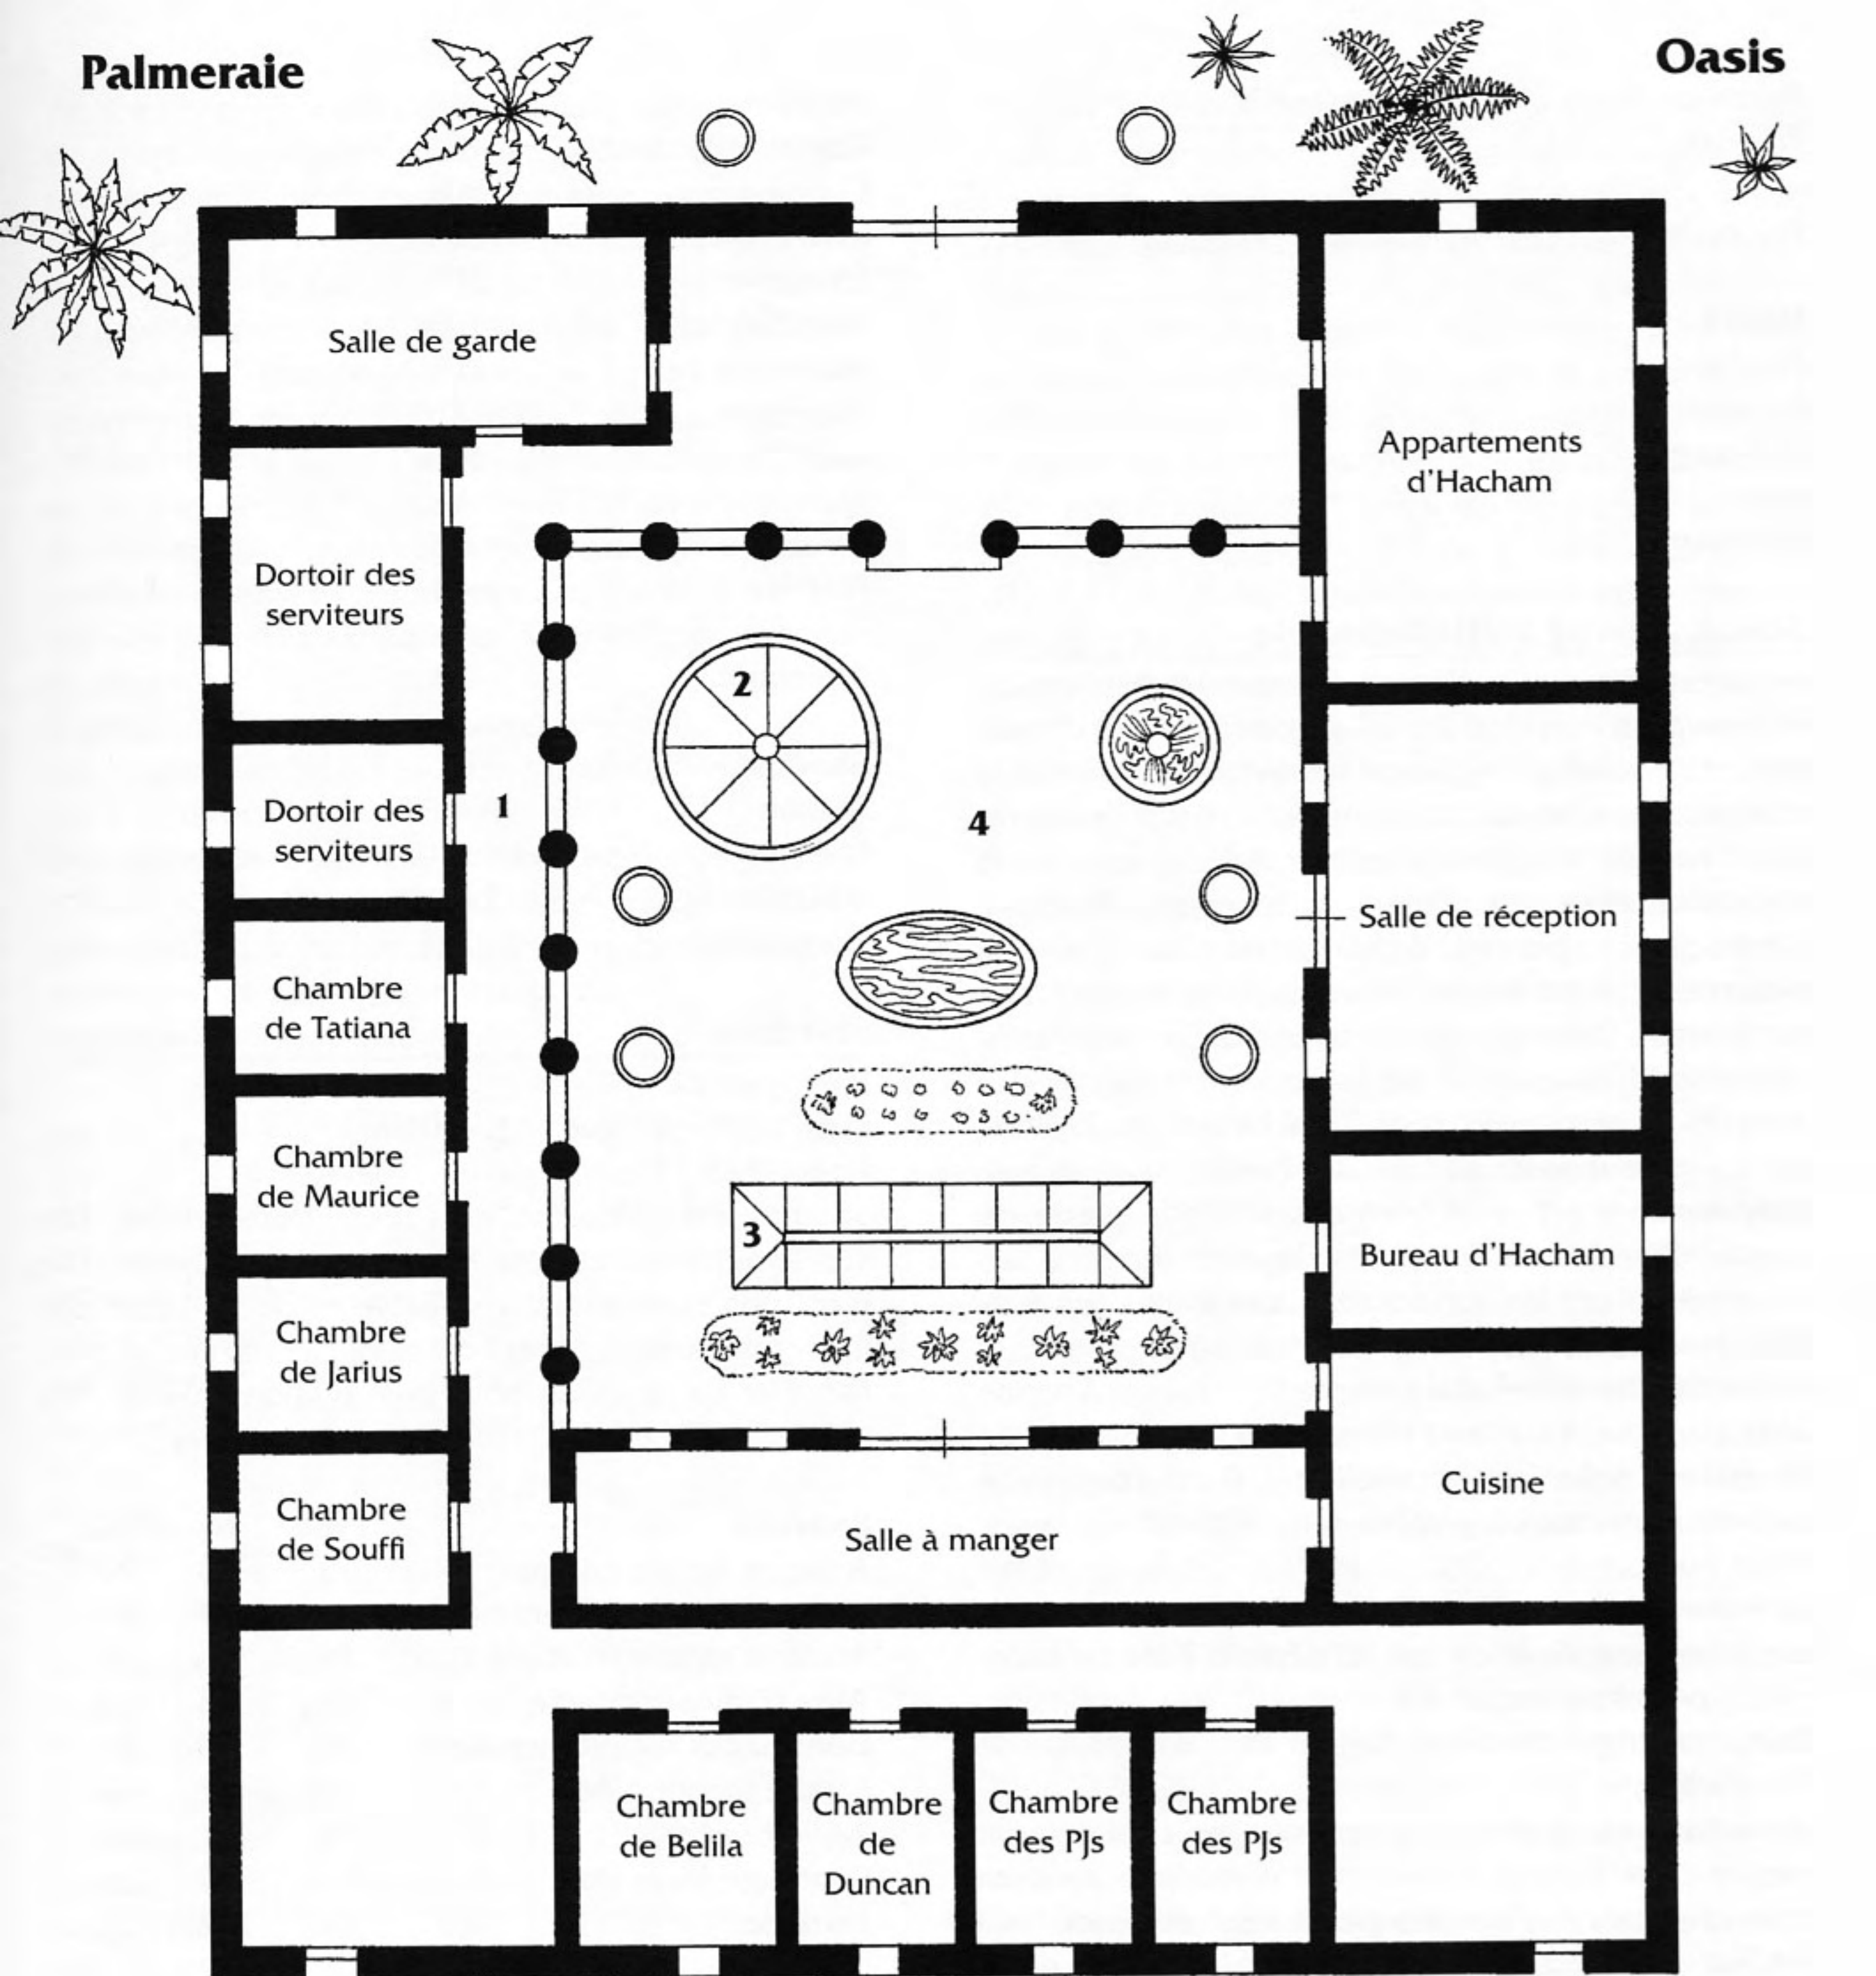 Palmeraie
Oasis
Salle de garde
Appartements
d'Hacham
Dortoir des
serviteurs
2
1
4
Dortoir des
serviteurs
Salle de réception
Chambre
de Tatiana
Chambre
de Maurice
3
Bureau d'Hacham
Chambre
de Jarius
Cuisine
Chambre
de Souffi
Salle à manger
Chambre
de Belila
Chambre
de
Duncan
Chambre
des PJs
Chambre
des PJs